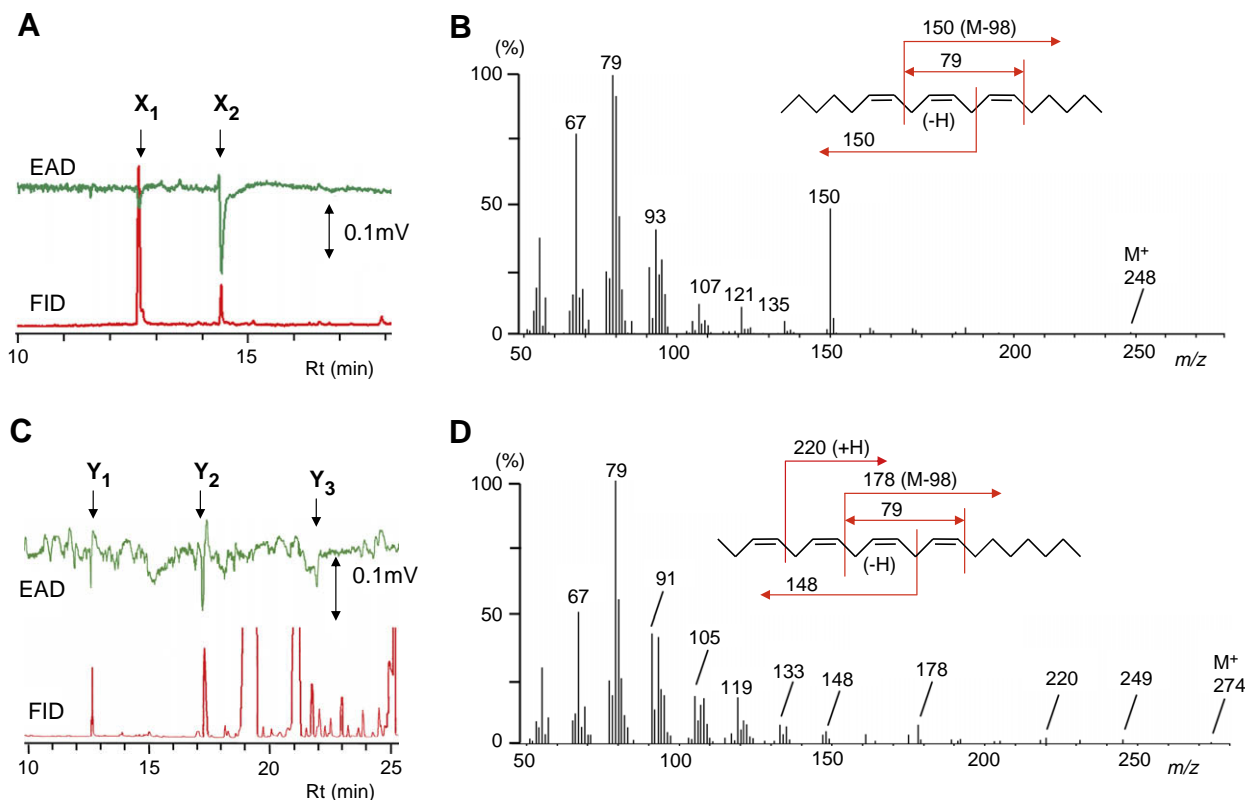 A
X1 X2
EAD
0.1mV
FID
10 15
Rt (min)
B
(%)
100
50
0
79
67
93
107
121
135
150
M+
248
150 (M-98)
79
(-H)
150
50 100 150 200 250 m/z
C
Y1 Y2 Y3
EAD
0.1mV
FID
10 15 20 25
Rt (min)
D
(%)
100
50
0
79
67
91
105
119
133
148
178
220
249
M+
274
220 (+H)
178 (M-98)
79
(-H)
148
50 100 150 200 250 m/z